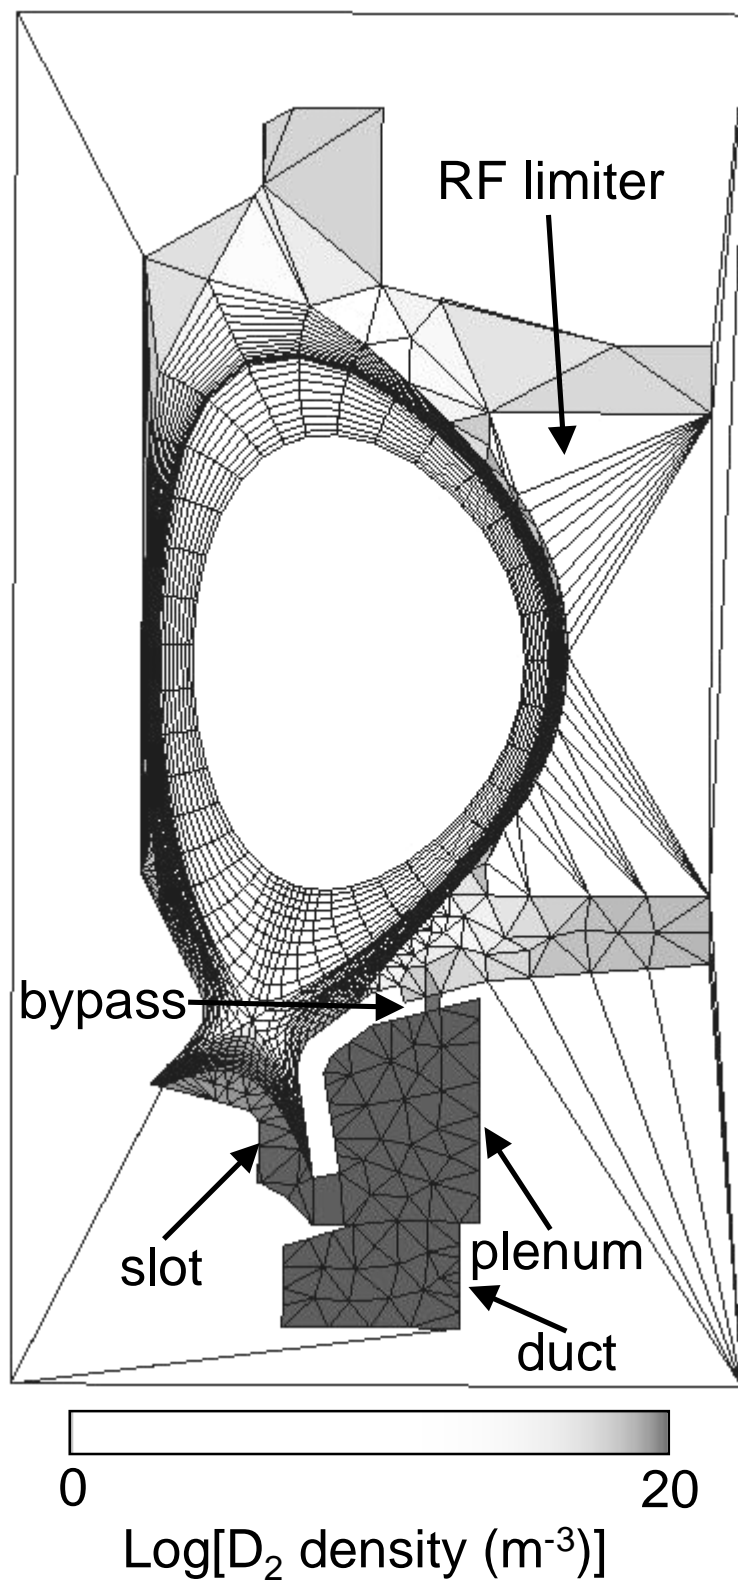 RF limiter
bypass
slot
plenum
duct
0
20
Log[D₂ density (m⁻³)]